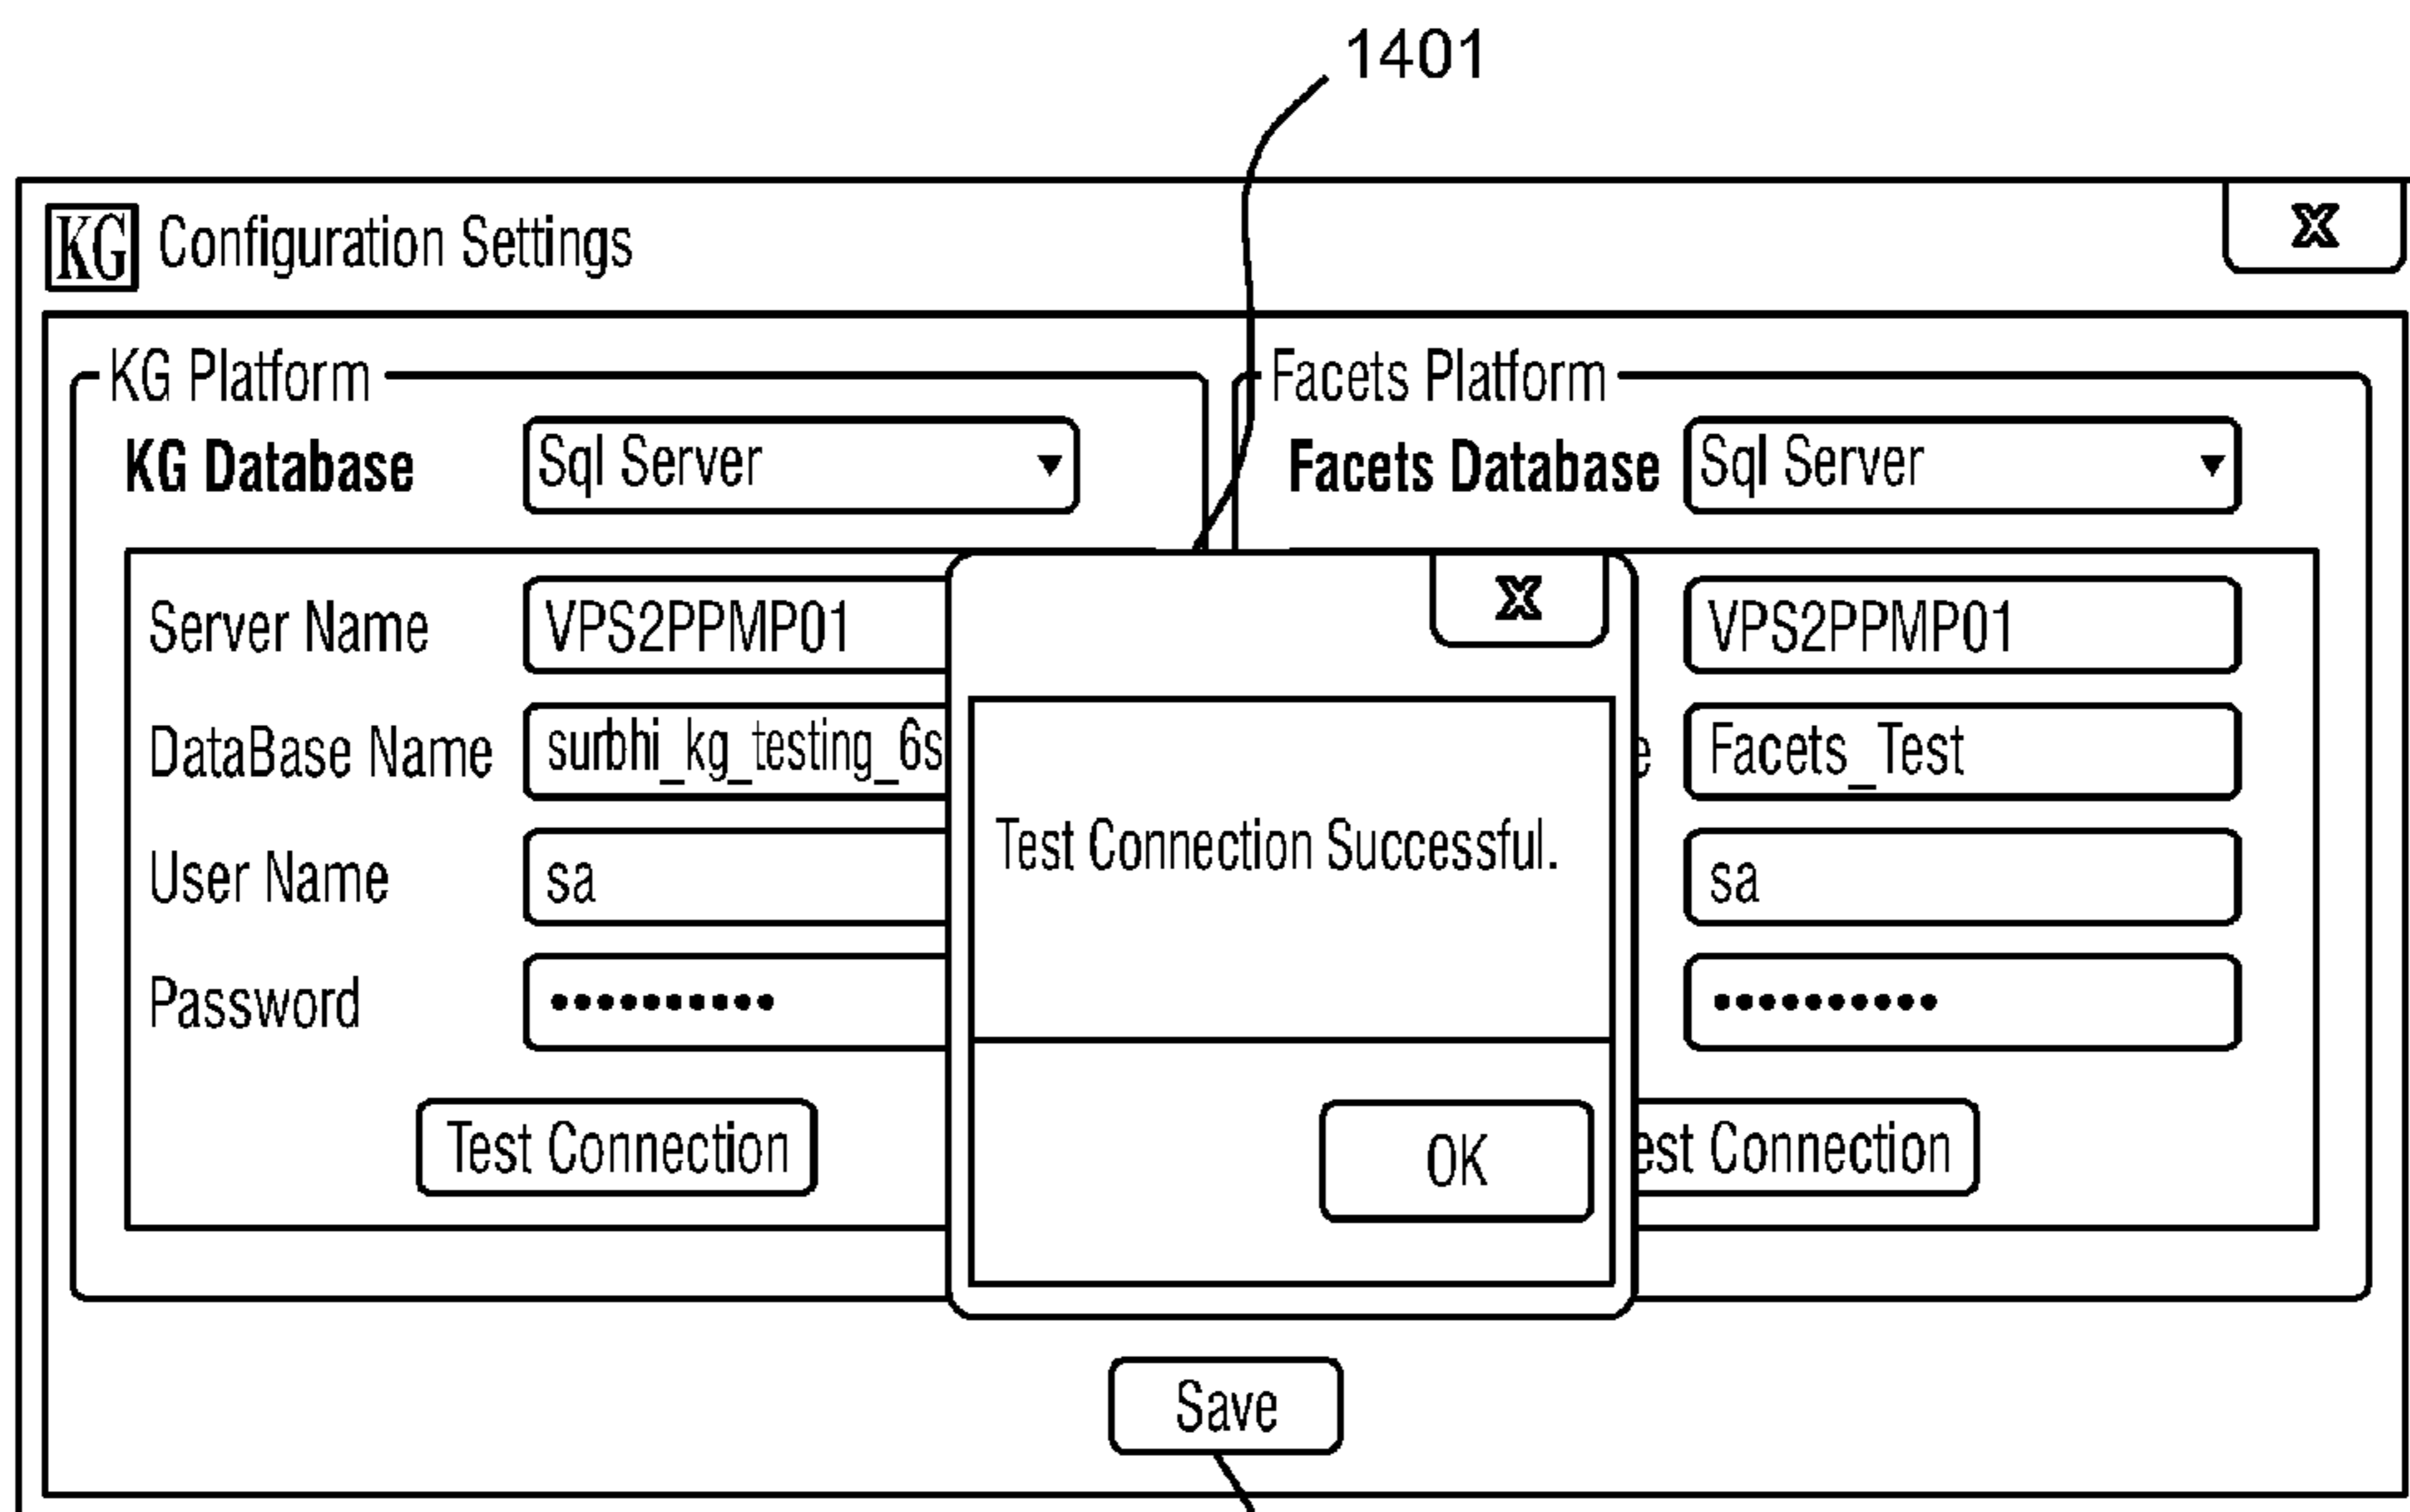 1401
KG Configuration Settings X
KG Platform Facets Platform
KG Database Sql Server Facets Database Sql Server
X
Server Name VPS2PPMP01 VPS2PPMP01
DataBase Name surbhi_kg_testing_6s e Facets_Test
Test Connection Successful.
User Name sa sa
Password •••••••••• ••••••••••
Test Connection OK est Connection
Save